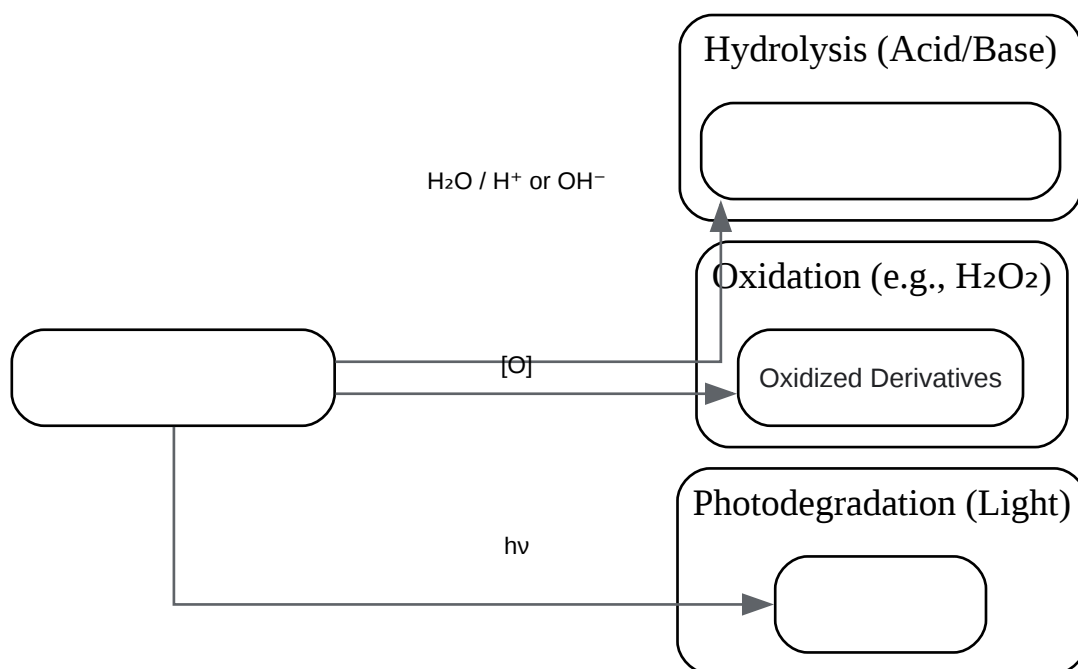 Hydrolysis (Acid/Base)
H₂O / H⁺ or OH⁻
Oxidation (e.g., H₂O₂)
[O]
Oxidized Derivatives
Photodegradation (Light)
hν